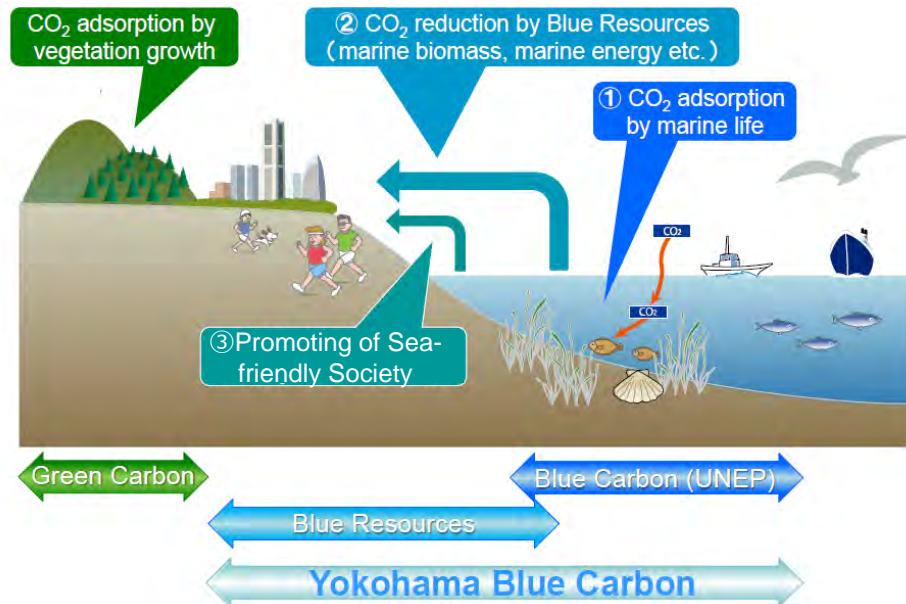 CO₂ adsorption by
vegetation growth
② CO₂ reduction by Blue Resources
(marine biomass, marine energy etc.)
① CO₂ adsorption
by marine life
CO₂
CO₂
③Promoting of Sea-
friendly Society
Green Carbon
Blue Carbon (UNEP)
Blue Resources
Yokohama Blue Carbon